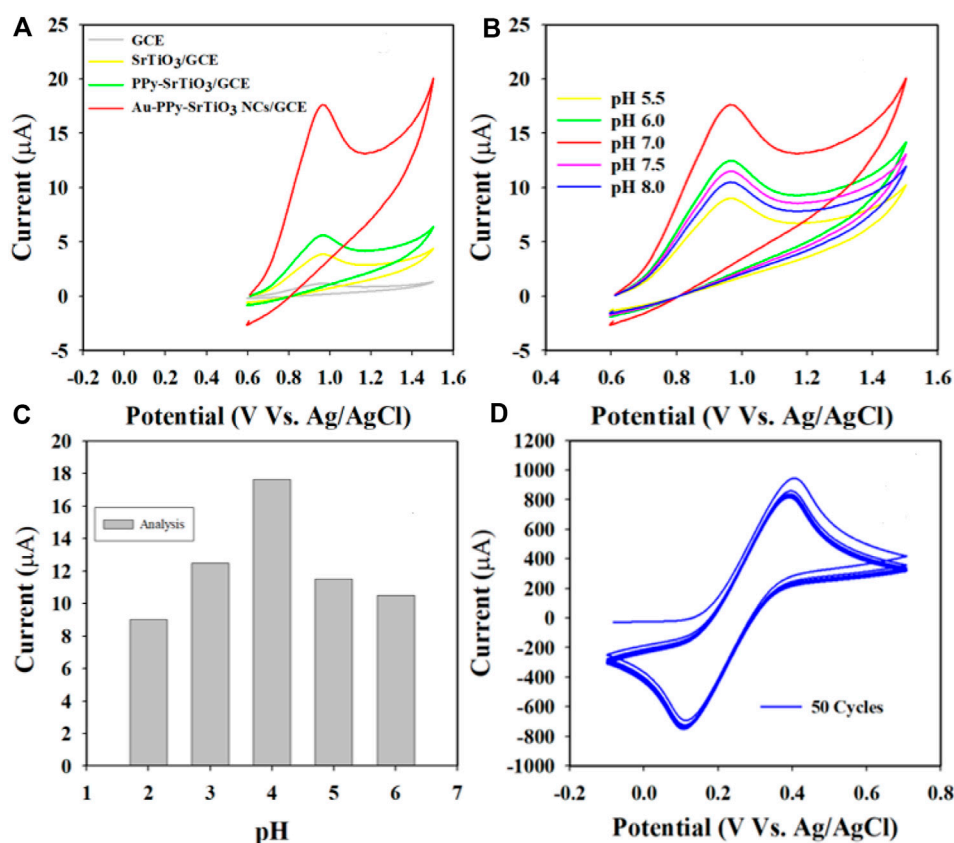 A
25
20
15
10
5
0
-5
Current (µA)
GCE
SrTiO3/GCE
PPy-SrTiO3/GCE
Au-PPy-SrTiO3 NCs/GCE
-0.2 0.0 0.2 0.4 0.6 0.8 1.0 1.2 1.4 1.6
Potential (V Vs. Ag/AgCl)
B
25
20
15
10
5
0
-5
Current (µA)
pH 5.5
pH 6.0
pH 7.0
pH 7.5
pH 8.0
0.4 0.6 0.8 1.0 1.2 1.4 1.6
Potential (V Vs. Ag/AgCl)
C
20
18
16
14
12
10
8
6
4
2
0
Current (µA)
Analysis
1 2 3 4 5 6 7
pH
D
1200
1000
800
600
400
200
0
-200
-400
-600
-800
-1000
Current (µA)
50 Cycles
-0.2 0.0 0.2 0.4 0.6 0.8
Potential (V Vs. Ag/AgCl)